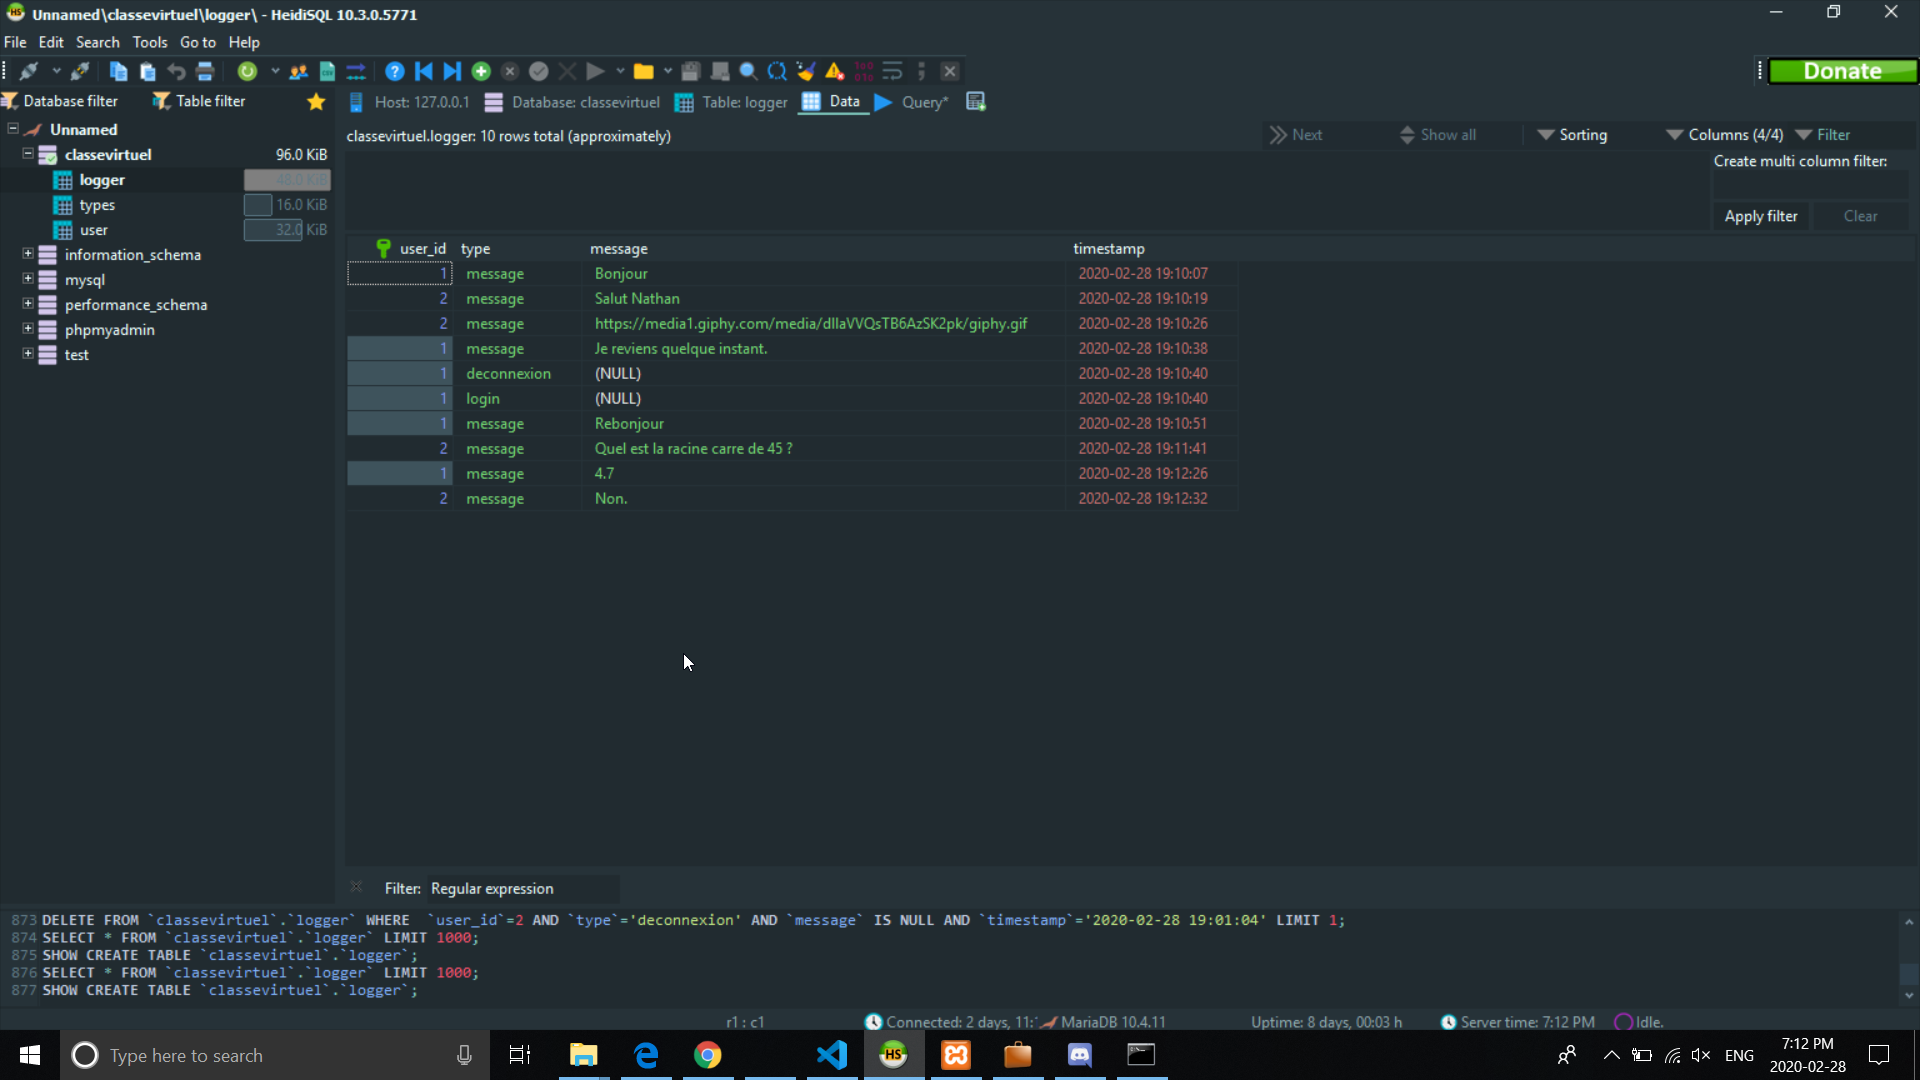 Unnamed\classevirtuel\logger\ - HeidiSQL 10.3.0.5771
File Edit Search Tools Go to Help
Donate
Database filter Table filter
Host: 127.0.0.1 Database: classevirtuel Table: logger Data Query*
Unnamed
classevirtuel 96.0 KiB
logger 48.0 KiB
types 16.0 KiB
user 32.0 KiB
information_schema
mysql
performance_schema
phpmyadmin
test
classevirtuel.logger: 10 rows total (approximately)
Next Show all Sorting Columns (4/4) Filter
Create multi column filter:
Apply filter Clear
user_id type message timestamp
1 message Bonjour 2020-02-28 19:10:07
2 message Salut Nathan 2020-02-28 19:10:19
2 message https://media1.giphy.com/media/dIlaVVQsTB6AzSK2pk/giphy.gif 2020-02-28 19:10:26
1 message Je reviens quelque instant. 2020-02-28 19:10:38
1 deconnexion (NULL) 2020-02-28 19:10:40
1 login (NULL) 2020-02-28 19:10:40
1 message Rebonjour 2020-02-28 19:10:51
2 message Quel est la racine carre de 45 ? 2020-02-28 19:11:41
1 message 4.7 2020-02-28 19:12:26
2 message Non. 2020-02-28 19:12:32
Filter: Regular expression
873 DELETE FROM `classevirtuel`.`logger` WHERE  `user_id`=2 AND `type`='deconnexion' AND `message` IS NULL AND `timestamp`='2020-02-28 19:01:04' LIMIT 1;
874 SELECT * FROM `classevirtuel`.`logger` LIMIT 1000;
875 SHOW CREATE TABLE `classevirtuel`.`logger`;
876 SELECT * FROM `classevirtuel`.`logger` LIMIT 1000;
877 SHOW CREATE TABLE `classevirtuel`.`logger`;
r1 : c1 Connected: 2 days, 11: MariaDB 10.4.11 Uptime: 8 days, 00:03 h Server time: 7:12 PM Idle.
Type here to search
HS
ENG
7:12 PM
2020-02-28